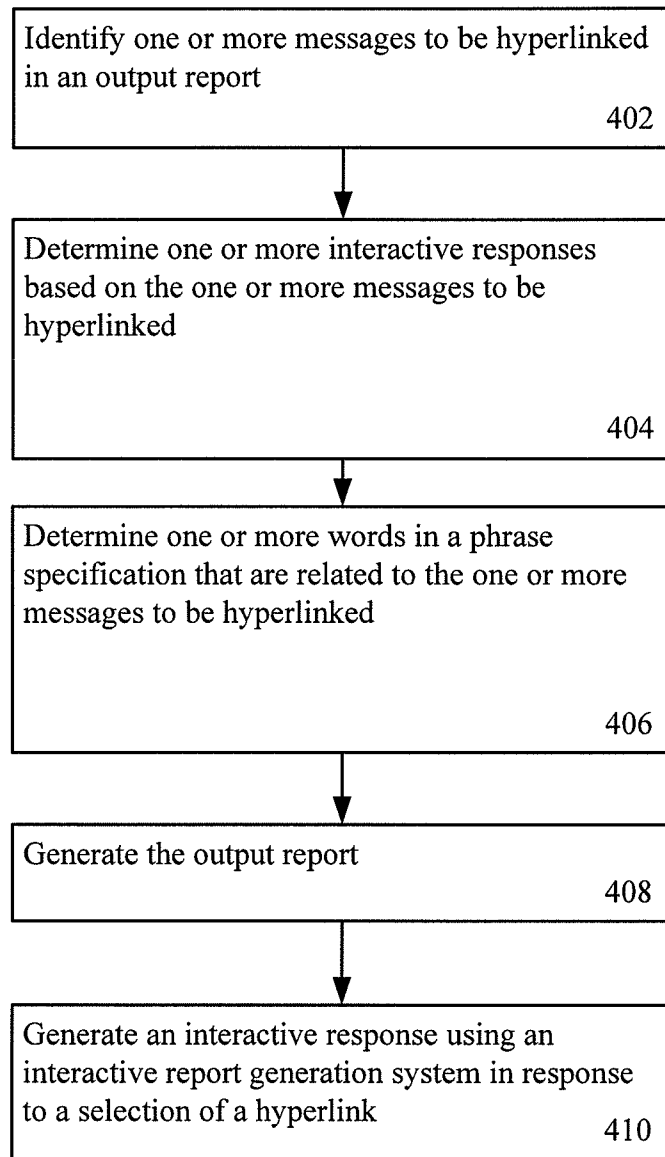 Identify one or more messages to be hyperlinked
in an output report
402
Determine one or more interactive responses
based on the one or more messages to be
hyperlinked
404
Determine one or more words in a phrase
specification that are related to the one or more
messages to be hyperlinked
406
Generate the output report
408
Generate an interactive response using an
interactive report generation system in response
to a selection of a hyperlink
410